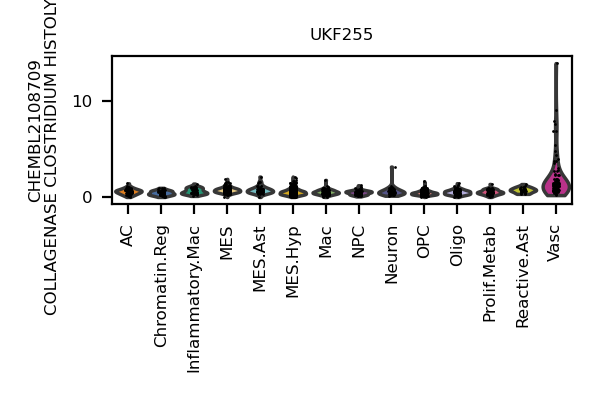 UKF255
CHEMBL2108709
COLLAGENASE CLOSTRIDIUM HISTOLY
10
0
AC
Chromatin.Reg
Inflammatory.Mac
MES
MES.Ast
MES.Hyp
Mac
NPC
Neuron
OPC
Oligo
Prolif.Metab
Reactive.Ast
Vasc